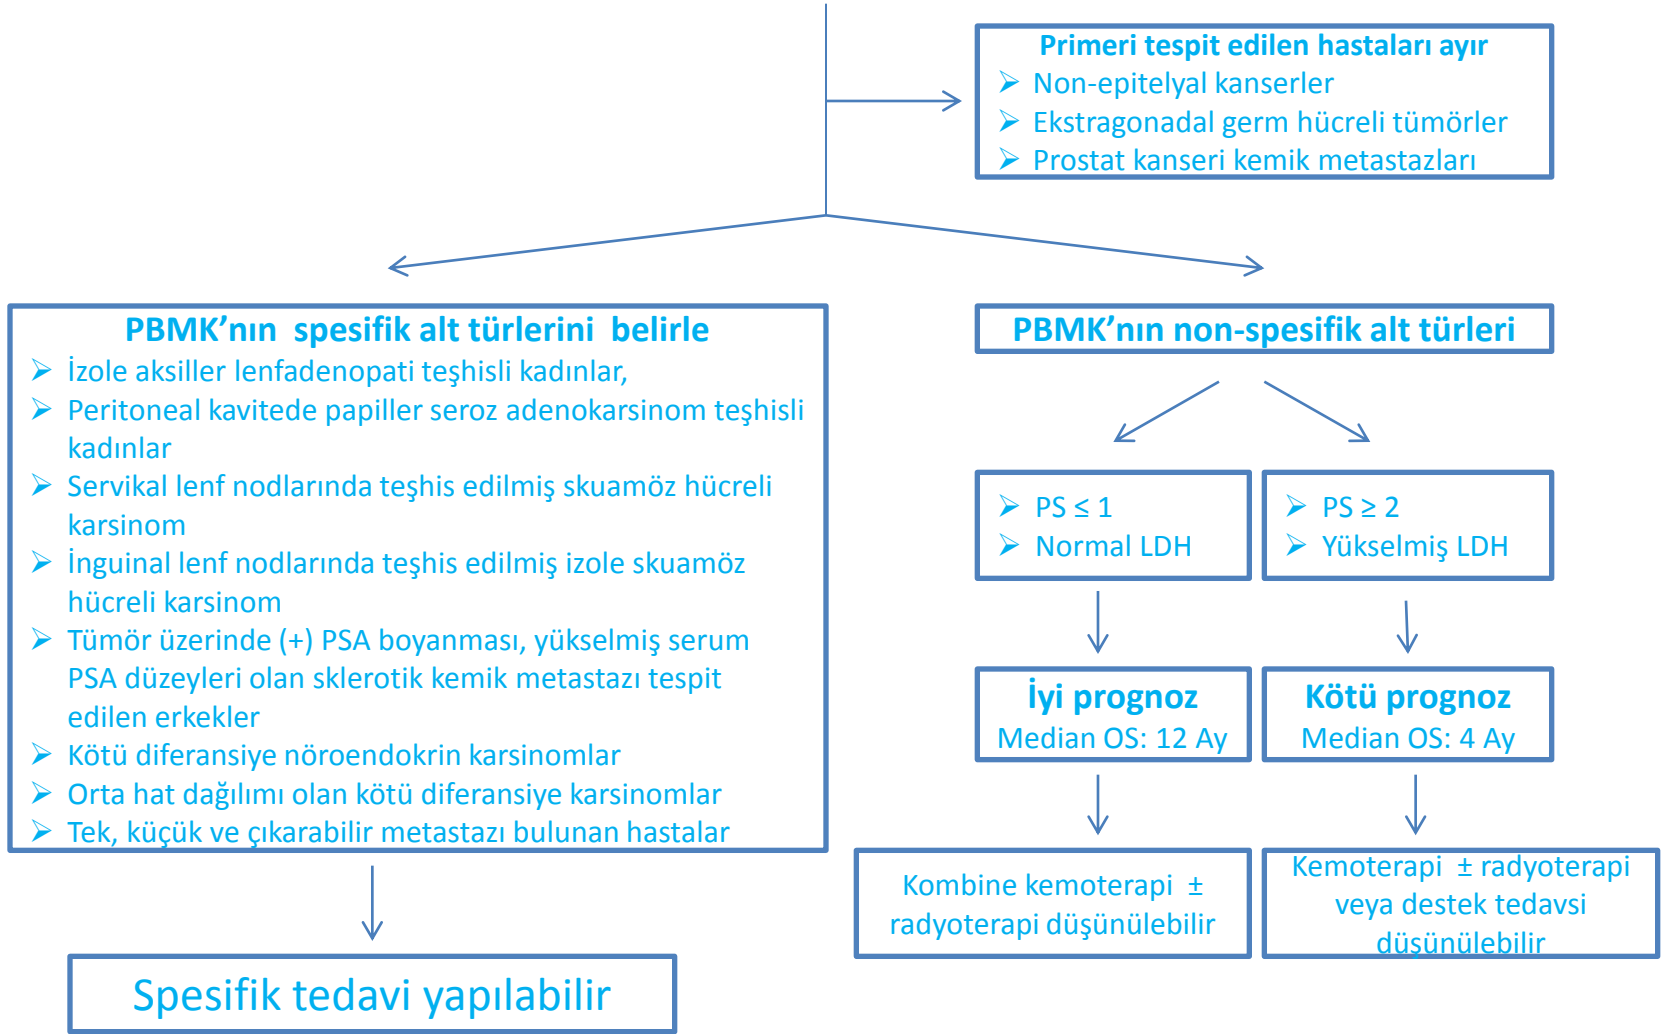 Primeri tespit edilen hastaları ayır
➢ Non-epitelyal kanserler
➢ Ekstragonadal germ hücreli tümörler
➢ Prostat kanseri kemik metastazları
PBMK’nın spesifik alt türlerini belirle
➢ İzole aksiller lenfadenopati teşhisli kadınlar,
➢ Peritoneal kavitede papiller seroz adenokarsinom teşhisli
kadınlar
➢ Servikal lenf nodlarında teşhis edilmiş skuamöz hücreli
karsinom
➢ İnguinal lenf nodlarında teşhis edilmiş izole skuamöz
hücreli karsinom
➢ Tümör üzerinde (+) PSA boyanması, yükselmiş serum
PSA düzeyleri olan sklerotik kemik metastazı tespit
edilen erkekler
➢ Kötü diferansiye nöroendokrin karsinomlar
➢ Orta hat dağılımı olan kötü diferansiye karsinomlar
➢ Tek, küçük ve çıkarabilir metastazı bulunan hastalar
Spesifik tedavi yapılabilir
PBMK’nın non-spesifik alt türleri
➢ PS ≤ 1
➢ Normal LDH
➢ PS ≥ 2
➢ Yükselmiş LDH
İyi prognoz
Median OS: 12 Ay
Kötü prognoz
Median OS: 4 Ay
Kombine kemoterapi ±
radyoterapi düşünülebilir
Kemoterapi ± radyoterapi
veya destek tedavsi
düşünülebilir